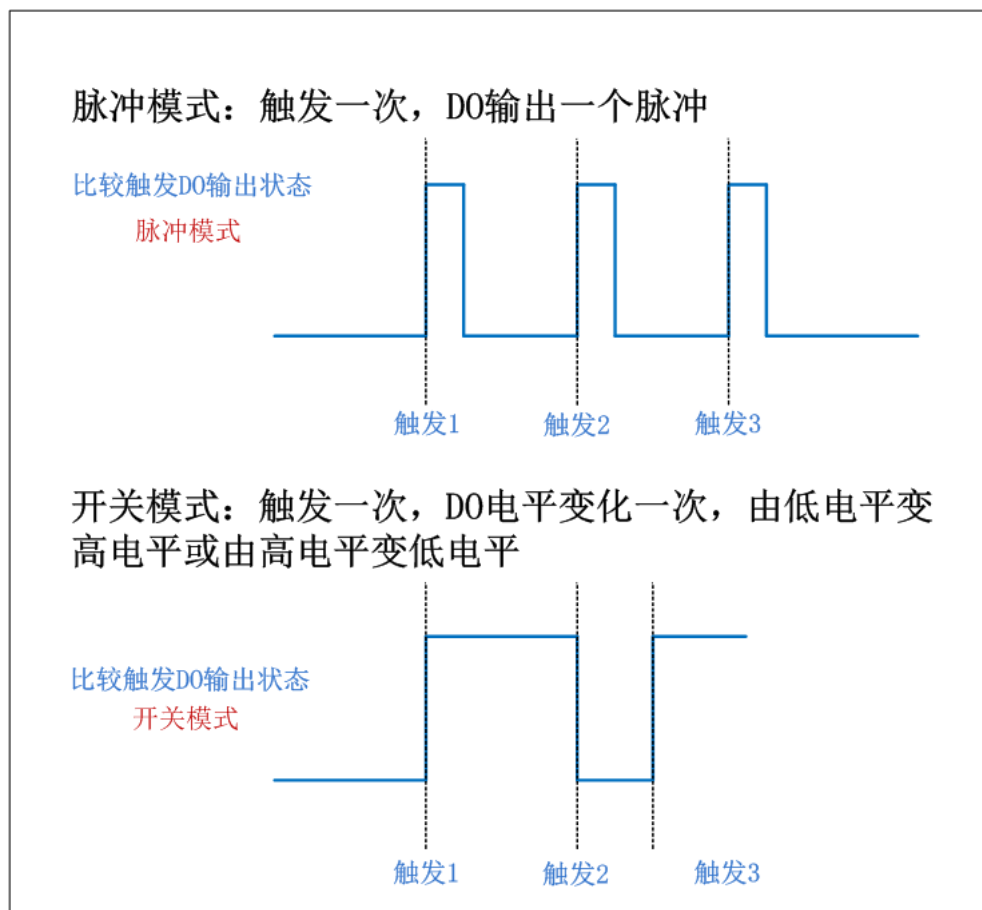 脉冲模式：触发一次，DO输出一个脉冲
比较触发DO输出状态
脉冲模式
触发1
触发2
触发3
开关模式：触发一次，DO电平变化一次，由低电平变
高电平或由高电平变低电平
比较触发DO输出状态
开关模式
触发1
触发2
触发3